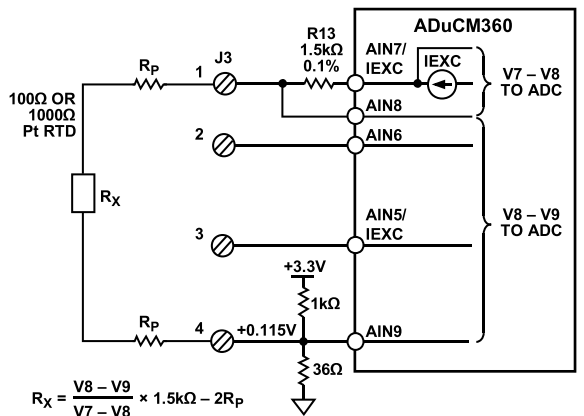 ADuCM360
R13
1.5kΩ
0.1%
AIN7/
IEXC
IEXC
V7 – V8
TO ADC
RP
J3
1
AIN8
100Ω OR
1000Ω
Pt RTD
2
AIN6
RX
V8 – V9
TO ADC
3
AIN5/
IEXC
+3.3V
1kΩ
RP
4
+0.115V
AIN9
36Ω
RX = V8 – V9 / V7 – V8 × 1.5kΩ – 2RP